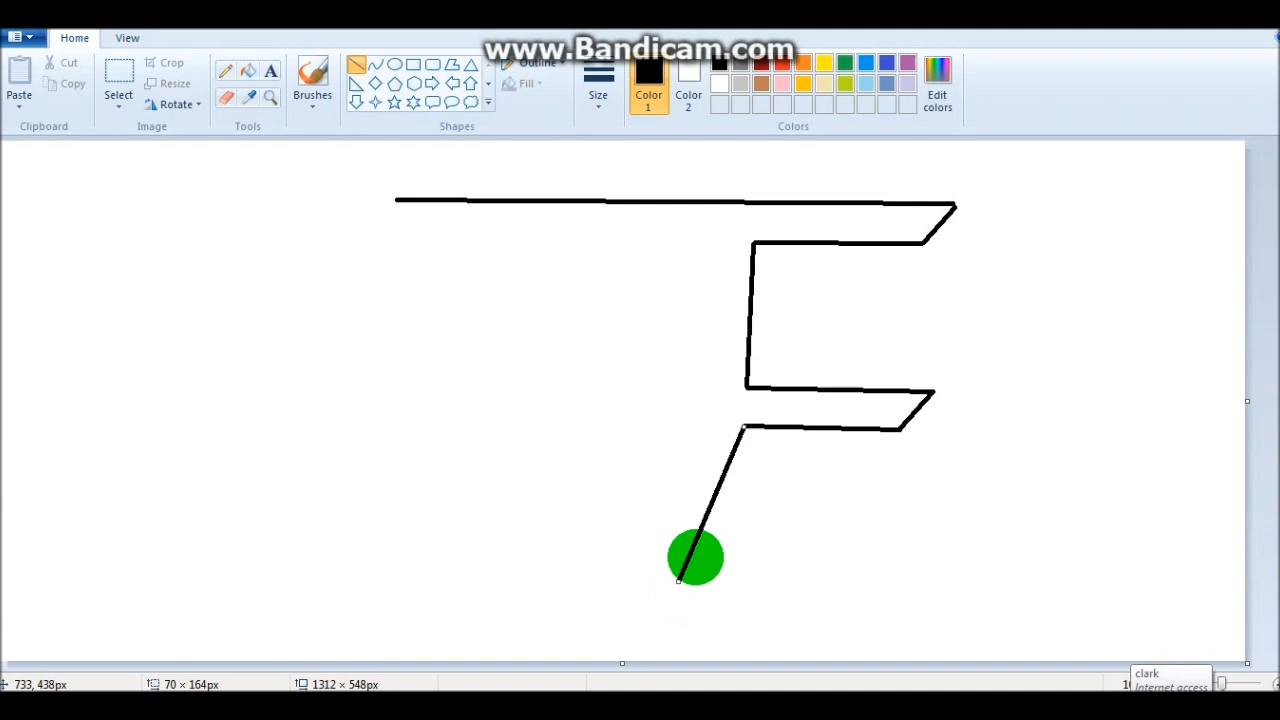 www.Bandicam.com
Home View
Cut
Copy
Paste
Clipboard
Select
Crop
Resize
Rotate
Image
Tools
Brushes
Outline
Fill
Shapes
Size
Color 1
Color 2
Edit colors
Colors
733, 438px
70 × 164px
1312 × 548px
clark
Internet access